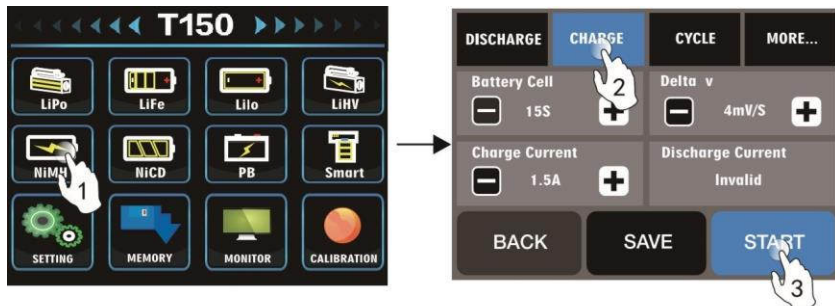 T150
LiPo
LiFe
LiIo
LiHV
NiMH
NiCD
PB
Smart
SETTING
MEMORY
MONITOR
CALIBRATION
1
DISCHARGE
CHARGE
CYCLE
MORE...
2
Battery Cell
15S
Delta v
4mV/S
Charge Current
1.5A
Discharge Current
Invalid
BACK
SAVE
START
3